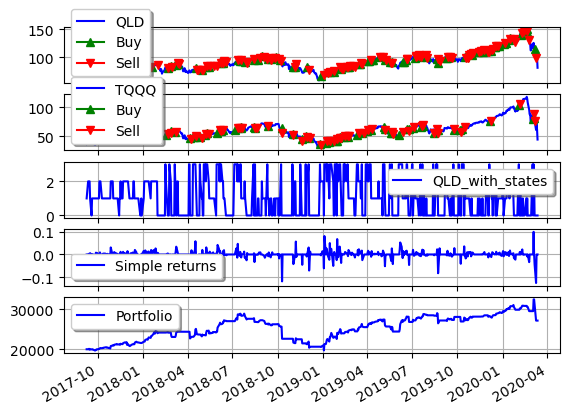 QLD
Buy
Sell
150
100
TQQQ
Buy
Sell
100
50
QLD_with_states
2
0
Simple returns
0.1
0.0
−0.1
Portfolio
30000
20000
2017-10 2018-01 2018-04 2018-07 2018-10 2019-01 2019-04 2019-07 2019-10 2020-01 2020-04